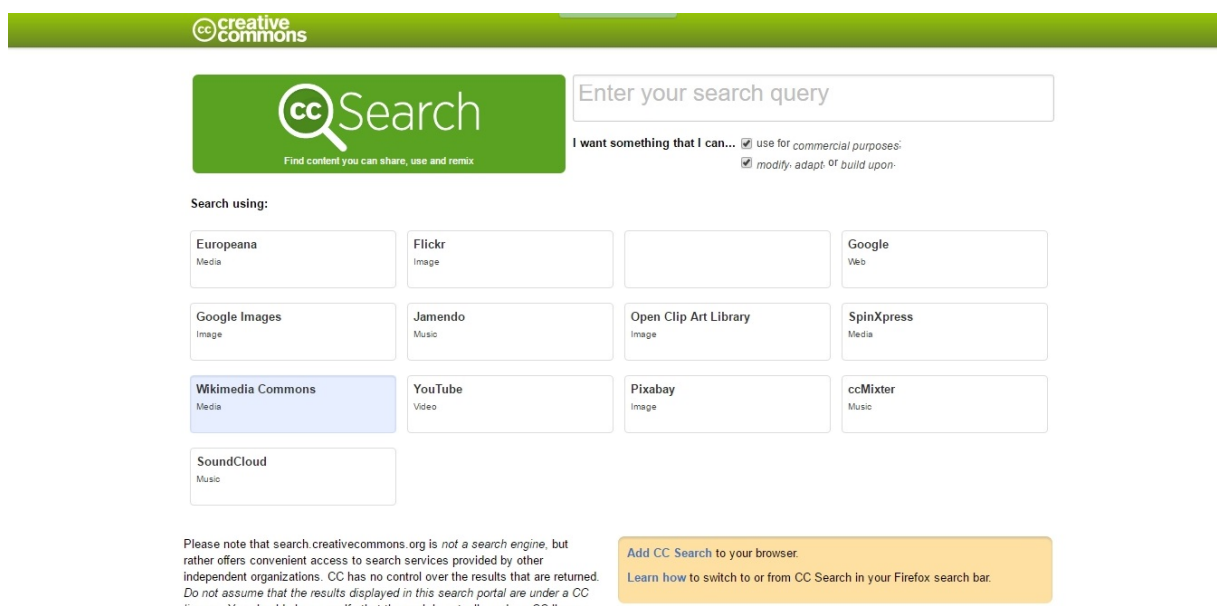 creative
commons
cc Search
Find content you can share, use and remix
Enter your search query
I want something that I can... use for commercial purposes;
modify, adapt, or build upon.
Search using:
Europeana
Media
Flickr
Image
Google
Web
Google Images
Image
Jamendo
Music
Open Clip Art Library
Image
SpinXpress
Media
Wikimedia Commons
Media
YouTube
Video
Pixabay
Image
ccMixter
Music
SoundCloud
Music
Please note that search.creativecommons.org is not a search engine, but
rather offers convenient access to search services provided by other
independent organizations. CC has no control over the results that are returned.
Do not assume that the results displayed in this search portal are under a CC
Add CC Search to your browser.
Learn how to switch to or from CC Search in your Firefox search bar.